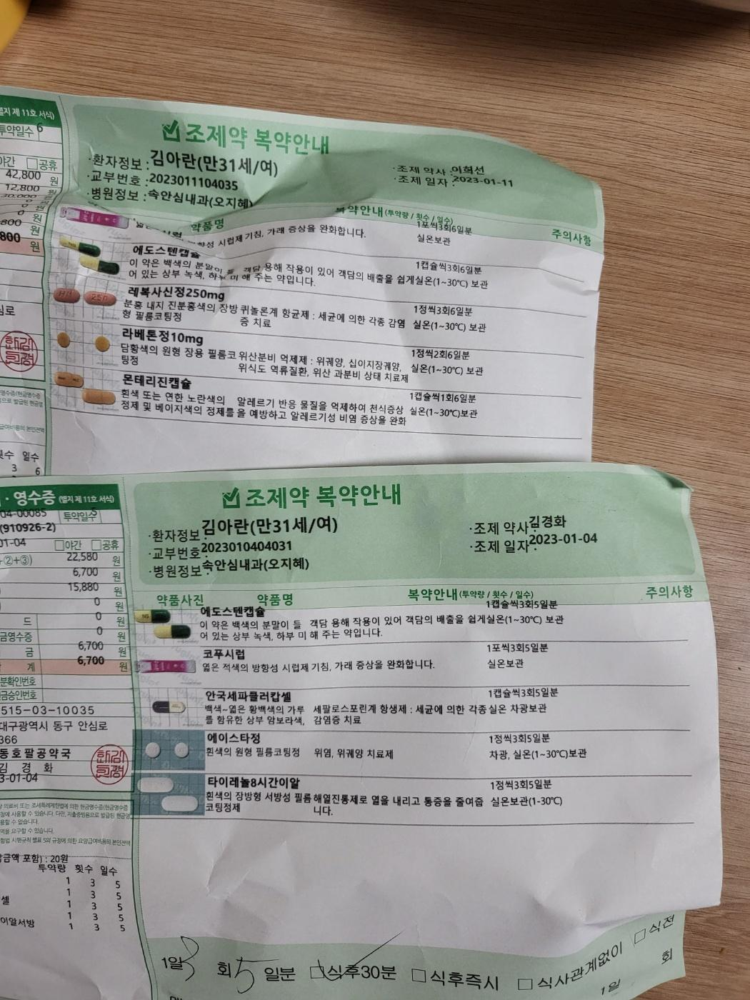 별지 제 11호 서식)
투약일수 6
야간 □공휴
42,800 원
12,800 원
30,000 원
0 원
0 원
800 원
800 원
☑ 조제약 복약안내
·환자정보 : 김아란(만31세/여)
·교부번호 : 2023011104035
·병원정보 : 속안심내과(오지혜)
·조제 약사 : 이희선
·조제 일자 : 2023-01-11
약품명
복약안내(투약량 / 횟수 / 일수)
주의사항
시럽제 기침, 가래 증상을 완화합니다.
1포씩3회6일분
실온보관
에도스텐캡슐
1캡슐씩3회6일분
이 약은 백색의 분말이 들 객담 용해 작용이 있어 객담의 배출을 쉽게 실온(1~30℃) 보관
어 있는 상부 녹색, 하부 미 해 주는 약입니다.
레복사신정250mg
1정씩3회6일분
분홍 내지 진분홍색의 장방 퀴놀론계 항균제 : 세균에 의한 각종 감염 실온(1~30℃) 보관
형 필름코팅정 증 치료
라베톤정10mg
1정씩2회6일분
담황색의 원형 장용 필름코 위산분비 억제제 : 위궤양, 십이지장궤양, 실온(1~30℃) 보관
팅정 위식도 역류질환, 위산 과분비 상태 치료제
몬테리진캡슐
1캡슐씩1회6일분
흰색 또는 연한 노란색의 알레르기 반응 물질을 억제하여 천식증상 실온(1~30℃)보관
정제 및 베이지색의 정제를 을 예방하고 알레르기성 비염 증상을 완화
횟수 일수
3 6
· 영수증 (별지 제 11호 서식)
04-00085 투약일수 5
(910926-2)
01-04 □야간 □공휴
+②+③) 22,580 원
6,700 원
15,880 원
0 원
드 0 원
금영수증 0 원
금 6,700 원
계 6,700 원
분확인번호
금승인번호
515-03-10035
대구광역시 동구 안심로
366
동호팔공약국
김 경 화
3-01-04
급금액 포함) : 20원
투약량 횟수 일수
1 3 5
1 3 5
셀 1 3 5
1 3 5
이알서방 1 3 5
☑ 조제약 복약안내
·환자정보 : 김아란(만31세/여)
·교부번호 : 2023010404031
·병원정보 : 속안심내과(오지혜)
·조제 약사 : 김경화
·조제 일자 : 2023-01-04
약품사진 약품명 복약안내(투약량 / 횟수 / 일수) 주의사항
에도스텐캡슐
1캡슐씩3회5일분
이 약은 백색의 분말이 들 객담 용해 작용이 있어 객담의 배출을 쉽게 실온(1~30℃) 보관
어 있는 상부 녹색, 하부 미 해 주는 약입니다.
코푸시럽
1포씩3회5일분
엷은 적색의 방향성 시럽제 기침, 가래 증상을 완화합니다. 실온보관
안국세파클러캅셀
1캡슐씩3회5일분
백색~엷은 황백색의 가루 세팔로스포린계 항생제 : 세균에 의한 각종 실온 차광보관
를 함유한 상부 암보라색, 감염증 치료
에이스타정
1정씩3회5일분
흰색의 원형 필름코팅정 위염, 위궤양 치료제 차광, 실온(1~30℃)보관
타이레놀8시간이알
1정씩3회5일분
흰색의 장방형 서방성 필름 해열진통제로 열을 내리고 통증을 줄여줍 실온보관(1-30℃)
코팅정제 니다.
1일 3 회 5 일분 ☑식후30분 □식후즉시 □식사관계없이 □식전
1일 회